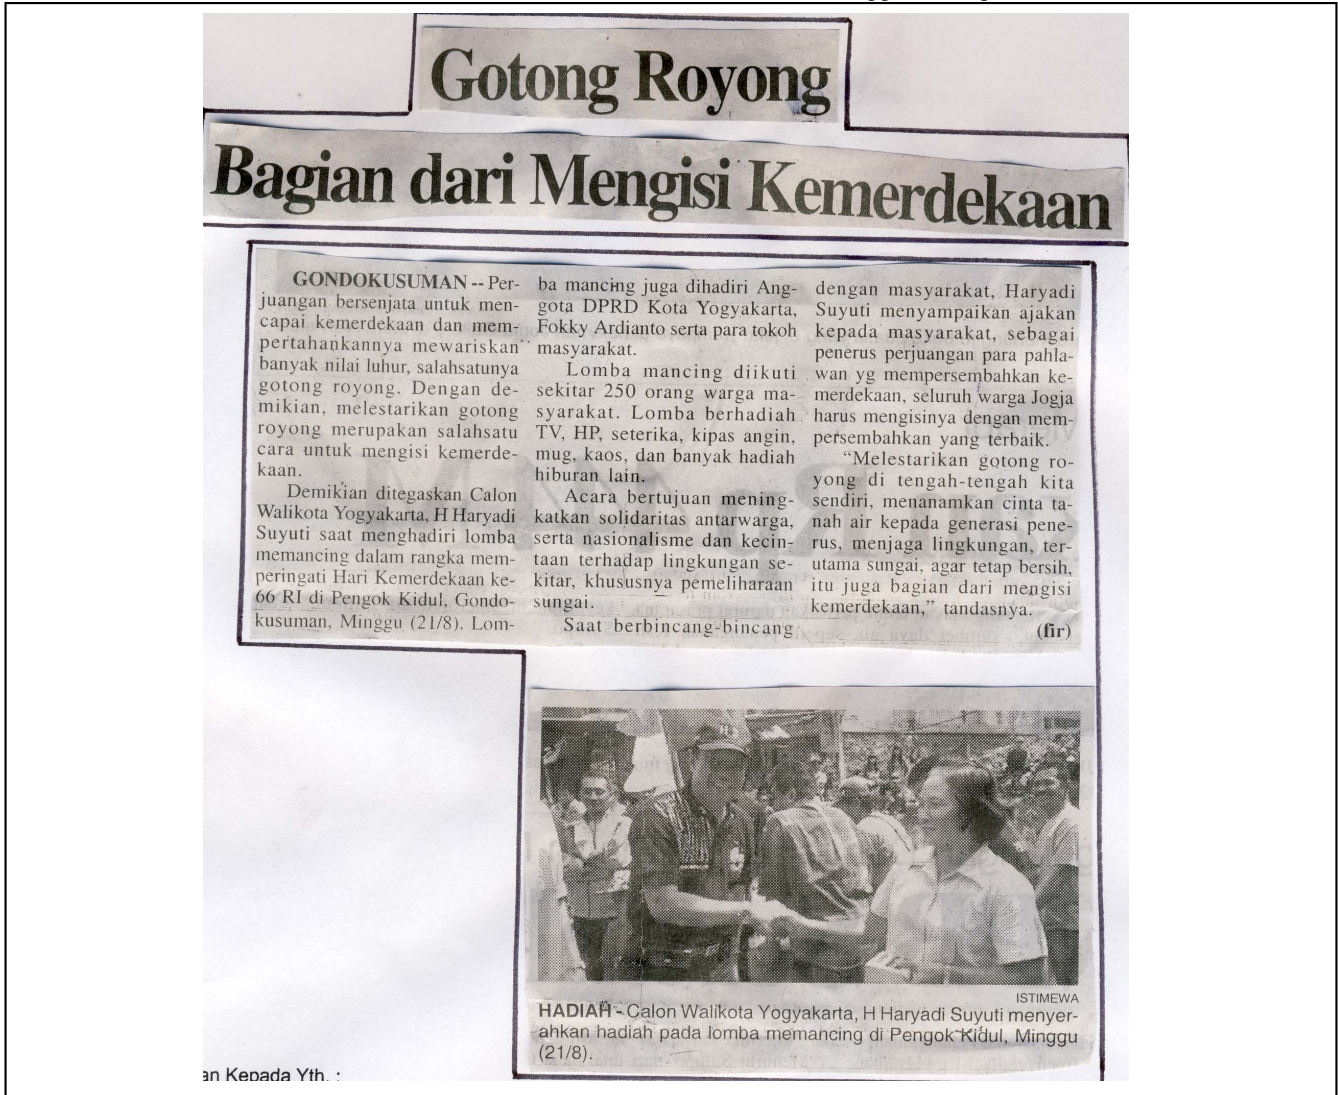 Gotong Royong
Bagian dari Mengisi Kemerdekaan
GONDOKUSUMAN -- Per-
juangan bersenjata untuk men-
capai kemerdekaan dan mem-
pertahankannya mewariskan
banyak nilai luhur, salahsatunya
gotong royong. Dengan de-
mikian, melestarikan gotong
royong merupakan salahsatu
cara untuk mengisi kemerde-
kaan.
Demikian ditegaskan Calon
Walikota Yogyakarta, H Haryadi
Suyuti saat menghadiri lomba
memancing dalam rangka mem-
peringati Hari Kemerdekaan ke-
66 RI di Pengok Kidul, Gondo-
kusuman, Minggu (21/8). Lom-
ba mancing juga dihadiri Ang-
gota DPRD Kota Yogyakarta,
Fokky Ardianto serta para tokoh
masyarakat.
Lomba mancing diikuti
sekitar 250 orang warga ma-
syarakat. Lomba berhadiah
TV, HP, seterika, kipas angin,
mug, kaos, dan banyak hadiah
hiburan lain.
Acara bertujuan mening-
katkan solidaritas antarwarga,
serta nasionalisme dan kecin-
taan terhadap lingkungan se-
kitar, khususnya pemeliharaan
sungai.
Saat berbincang-bincang
dengan masyarakat, Haryadi
Suyuti menyampaikan ajakan
kepada masyarakat, sebagai
penerus perjuangan para pahla-
wan yg mempersembahkan ke-
merdekaan, seluruh warga Jogja
harus mengisinya dengan mem-
persembahkan yang terbaik.
"Melestarikan gotong ro-
yong di tengah-tengah kita
sendiri, menanamkan cinta ta-
nah air kepada generasi pene-
rus, menjaga lingkungan, ter-
utama sungai, agar tetap bersih,
itu juga bagian dari mengisi
kemerdekaan," tandasnya.
(fir)
ISTIMEWA
HADIAH - Calon Walikota Yogyakarta, H Haryadi Suyuti menyer-
ahkan hadiah pada lomba memancing di Pengok Kidul, Minggu
(21/8).
an Kepada Yth. :